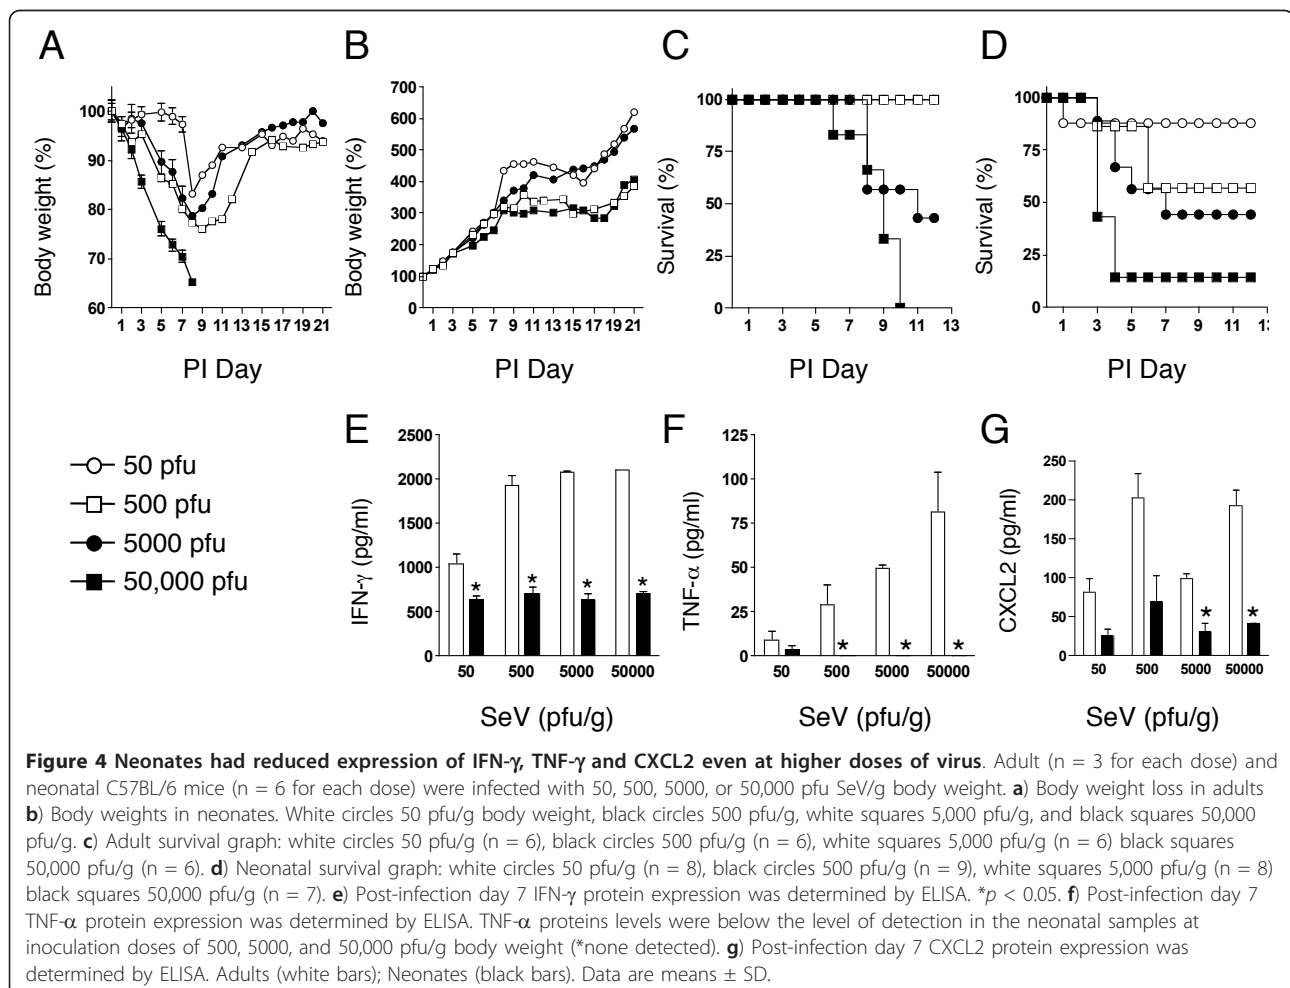 A
B
C
D
Body weight (%)
100
90
80
70
60
1 3 5 7 9 11 13 15 17 19 21
PI Day
Body weight (%)
700
600
500
400
300
200
100
0
1 3 5 7 9 11 13 15 17 19 21
PI Day
Survival (%)
100
75
50
25
0
1 3 5 7 9 11 13
PI Day
Survival (%)
100
75
50
25
0
1 3 5 7 9 11 1
PI Day
50 pfu
500 pfu
5000 pfu
50,000 pfu
E
IFN-γ (pg/ml)
2500
2000
1500
1000
500
0
* * * *
50 500 5000 50000
SeV (pfu/g)
F
TNF-α (pg/ml)
125
100
75
50
25
0
* * *
50 500 5000 50000
SeV (pfu/g)
G
CXCL2 (pg/ml)
250
200
150
100
50
0
* *
50 500 5000 50000
SeV (pfu/g)
Figure 4 Neonates had reduced expression of IFN-γ, TNF-γ and CXCL2 even at higher doses of virus. Adult (n = 3 for each dose) and
neonatal C57BL/6 mice (n = 6 for each dose) were infected with 50, 500, 5000, or 50,000 pfu SeV/g body weight. a) Body weight loss in adults
b) Body weights in neonates. White circles 50 pfu/g body weight, black circles 500 pfu/g, white squares 5,000 pfu/g, and black squares 50,000
pfu/g. c) Adult survival graph: white circles 50 pfu/g (n = 6), black circles 500 pfu/g (n = 6), white squares 5,000 pfu/g (n = 6) black squares
50,000 pfu/g (n = 6). d) Neonatal survival graph: white circles 50 pfu/g (n = 8), black circles 500 pfu/g (n = 9), white squares 5,000 pfu/g (n = 8)
black squares 50,000 pfu/g (n = 7). e) Post-infection day 7 IFN-γ protein expression was determined by ELISA. *p < 0.05. f) Post-infection day 7
TNF-α protein expression was determined by ELISA. TNF-α proteins levels were below the level of detection in the neonatal samples at
inoculation doses of 500, 5000, and 50,000 pfu/g body weight (*none detected). g) Post-infection day 7 CXCL2 protein expression was
determined by ELISA. Adults (white bars); Neonates (black bars). Data are means ± SD.